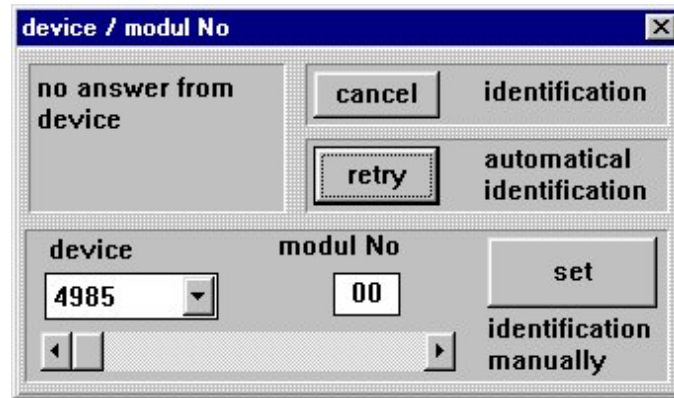 device / modul No
no answer from
device
cancel
identification
retry
automatical
identification
device
modul No
4985
00
set
identification
manually